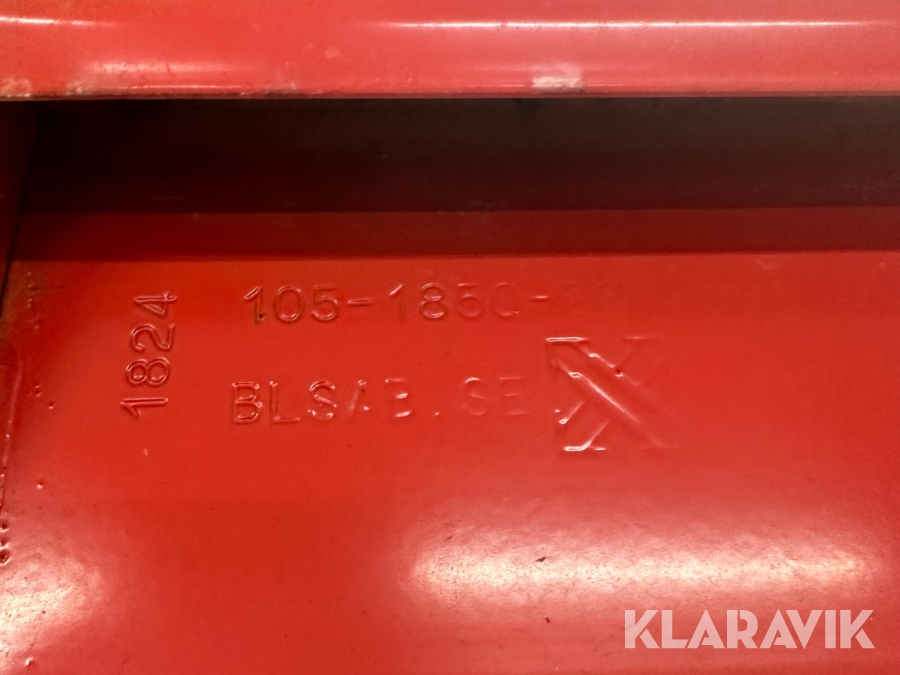 1824
105-1850-
BLSAB.SE
KLARAVIK